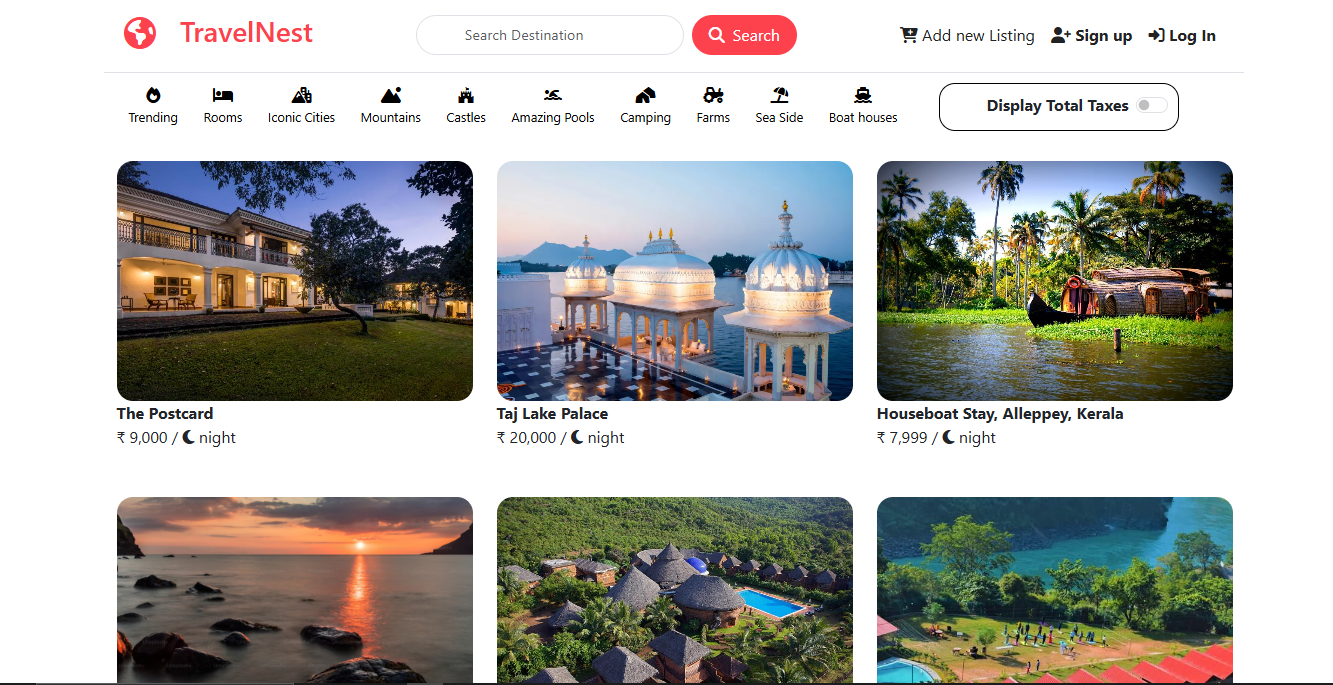 TravelNest
Search Destination
Search
Add new Listing
Sign up
Log In
Trending
Rooms
Iconic Cities
Mountains
Castles
Amazing Pools
Camping
Farms
Sea Side
Boat houses
Display Total Taxes
The Postcard
₹ 9,000 / night
Taj Lake Palace
₹ 20,000 / night
Houseboat Stay, Alleppey, Kerala
₹ 7,999 / night